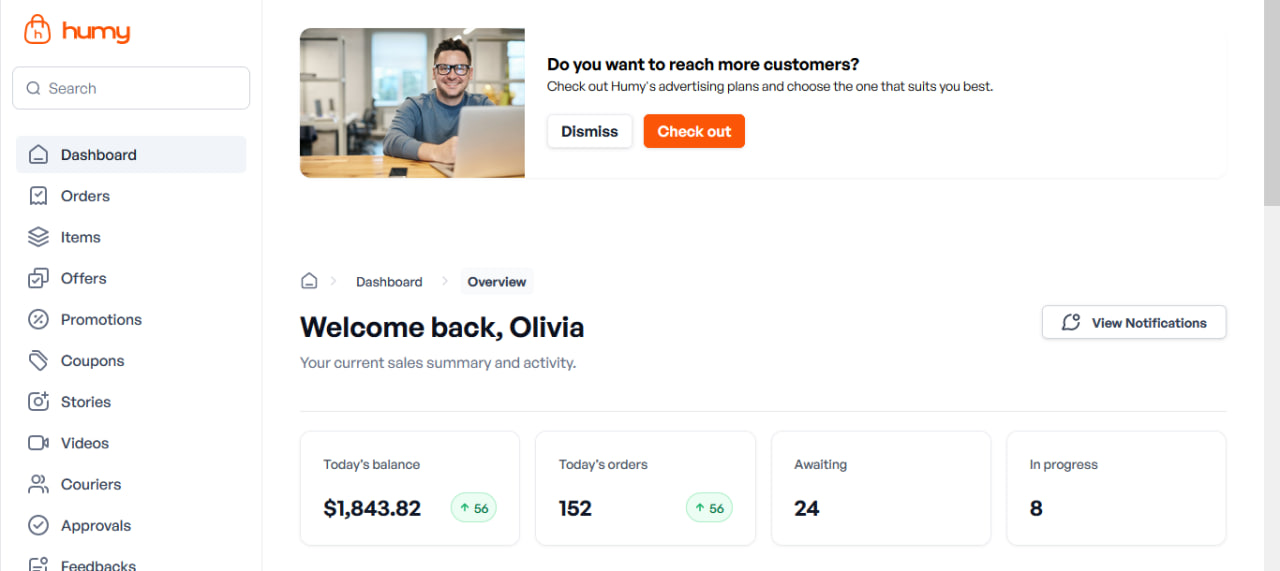 humy
Search
Dashboard
Orders
Items
Offers
Promotions
Coupons
Stories
Videos
Couriers
Approvals
Feedbacks
Do you want to reach more customers?
Check out Humy's advertising plans and choose the one that suits you best.
Dismiss
Check out
Dashboard
Overview
Welcome back, Olivia
Your current sales summary and activity.
View Notifications
Today's balance
$1,843.82
56
Today's orders
152
56
Awaiting
24
In progress
8